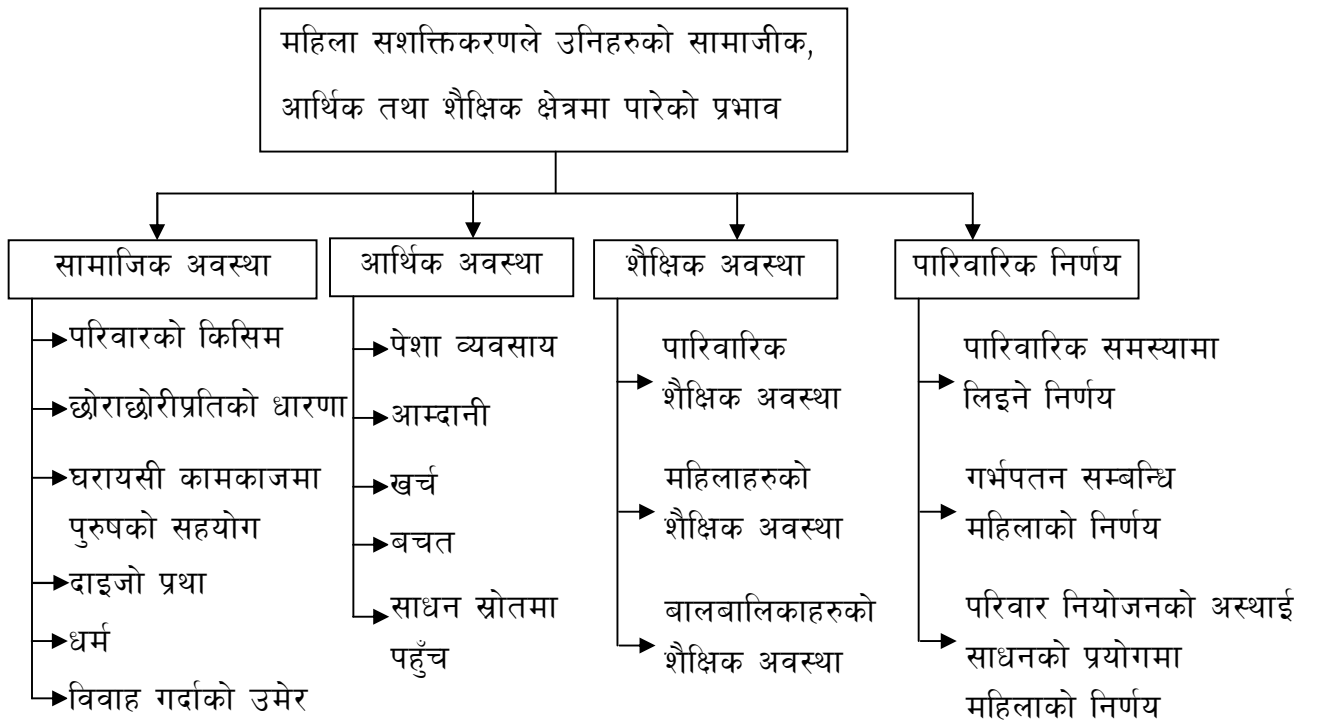 महिला सशक्तिकरणले उनिहरुको सामाजीक,
आर्थिक तथा शैक्षिक क्षेत्रमा पारेको प्रभाव
सामाजिक अवस्था
परिवारको किसिम
छोराछोरीप्रतिको धारणा
घरायसी कामकाजमा
पुरुषको सहयोग
दाइजो प्रथा
धर्म
विवाह गर्दाको उमेर
आर्थिक अवस्था
पेशा व्यवसाय
आम्दानी
खर्च
बचत
साधन स्रोतमा
पहुँच
शैक्षिक अवस्था
पारिवारिक
शैक्षिक अवस्था
महिलाहरुको
शैक्षिक अवस्था
बालबालिकाहरुको
शैक्षिक अवस्था
पारिवारिक निर्णय
पारिवारिक समस्यामा
लिइने निर्णय
गर्भपतन सम्बन्धि
महिलाको निर्णय
परिवार नियोजनको अस्थाई
साधनको प्रयोगमा
महिलाको निर्णय